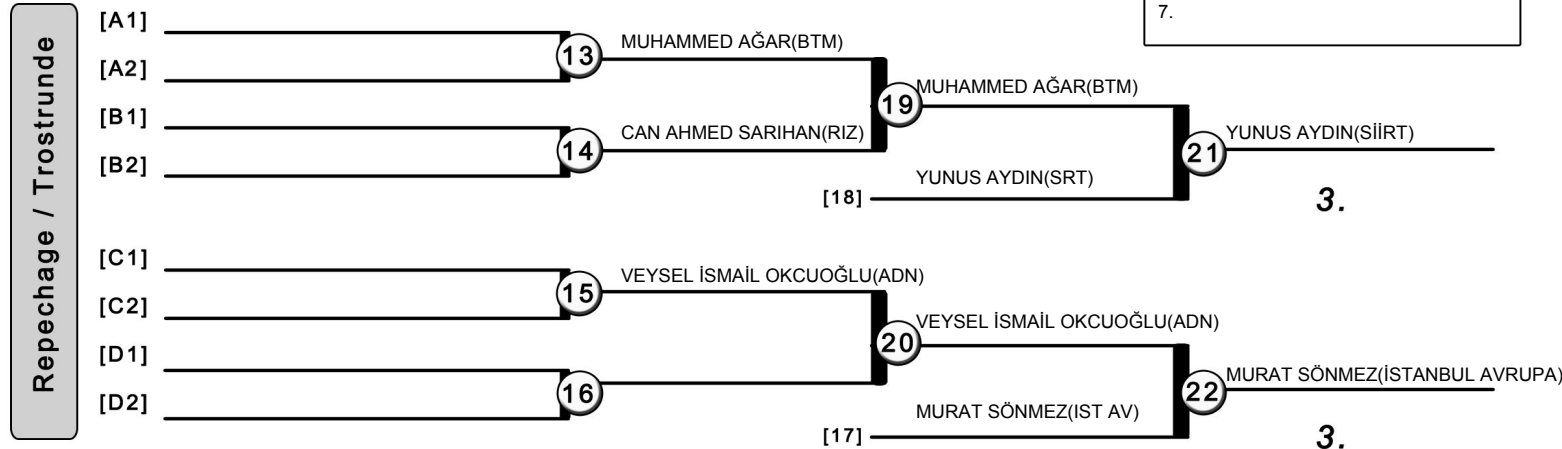 7.
Repechage / Trostrunde
[A1]
[A2]
[B1]
[B2]
13
MUHAMMED AĞAR(BTM)
14
CAN AHMED SARIHAN(RIZ)
19
MUHAMMED AĞAR(BTM)
[18]
YUNUS AYDIN(SRT)
21
YUNUS AYDIN(SİİRT)
3.
[C1]
[C2]
[D1]
[D2]
15
VEYSEL İSMAİL OKCUOĞLU(ADN)
16
20
VEYSEL İSMAİL OKCUOĞLU(ADN)
[17]
MURAT SÖNMEZ(IST AV)
22
MURAT SÖNMEZ(İSTANBUL AVRUPA)
3.